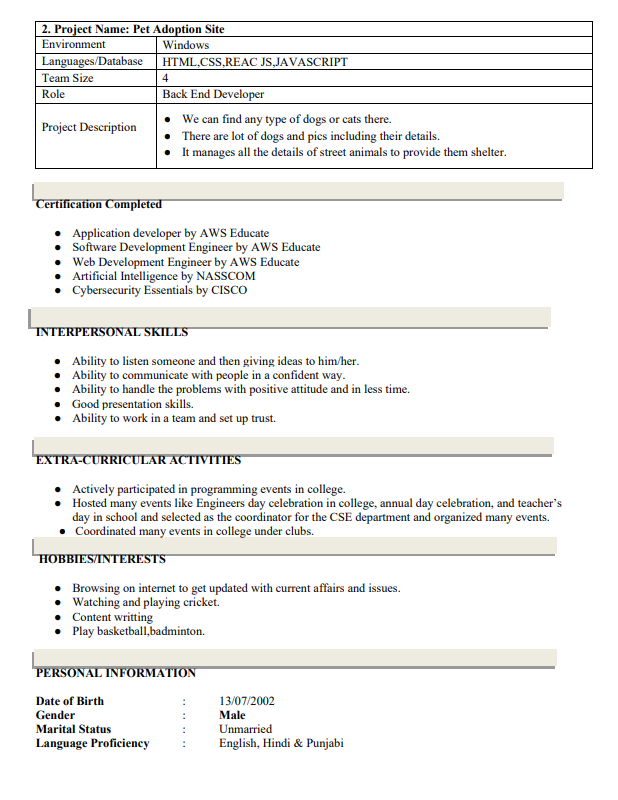 2. Project Name: Pet Adoption Site
Environment Windows
Languages/Database HTML,CSS,REAC JS,JAVASCRIPT
Team Size 4
Role Back End Developer
Project Description
● We can find any type of dogs or cats there.
● There are lot of dogs and pics including their details.
● It manages all the details of street animals to provide them shelter.
Certification Completed
● Application developer by AWS Educate
● Software Development Engineer by AWS Educate
● Web Development Engineer by AWS Educate
● Artificial Intelligence by NASSCOM
● Cybersecurity Essentials by CISCO
INTERPERSONAL SKILLS
● Ability to listen someone and then giving ideas to him/her.
● Ability to communicate with people in a confident way.
● Ability to handle the problems with positive attitude and in less time.
● Good presentation skills.
● Ability to work in a team and set up trust.
EXTRA-CURRICULAR ACTIVITIES
● Actively participated in programming events in college.
● Hosted many events like Engineers day celebration in college, annual day celebration, and teacher’s
day in school and selected as the coordinator for the CSE department and organized many events.
● Coordinated many events in college under clubs.
HOBBIES/INTERESTS
● Browsing on internet to get updated with current affairs and issues.
● Watching and playing cricket.
● Content writting
● Play basketball,badminton.
PERSONAL INFORMATION
Date of Birth : 13/07/2002
Gender : Male
Marital Status : Unmarried
Language Proficiency : English, Hindi & Punjabi